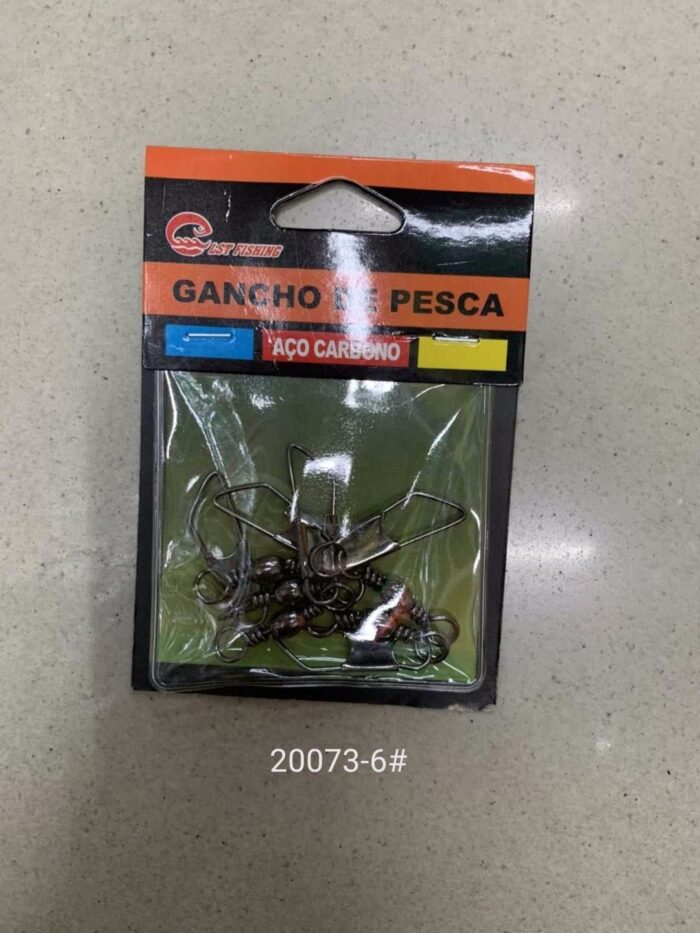 LST FISHING
GANCHO DE PESCA
AÇO CARBONO
20073-6#